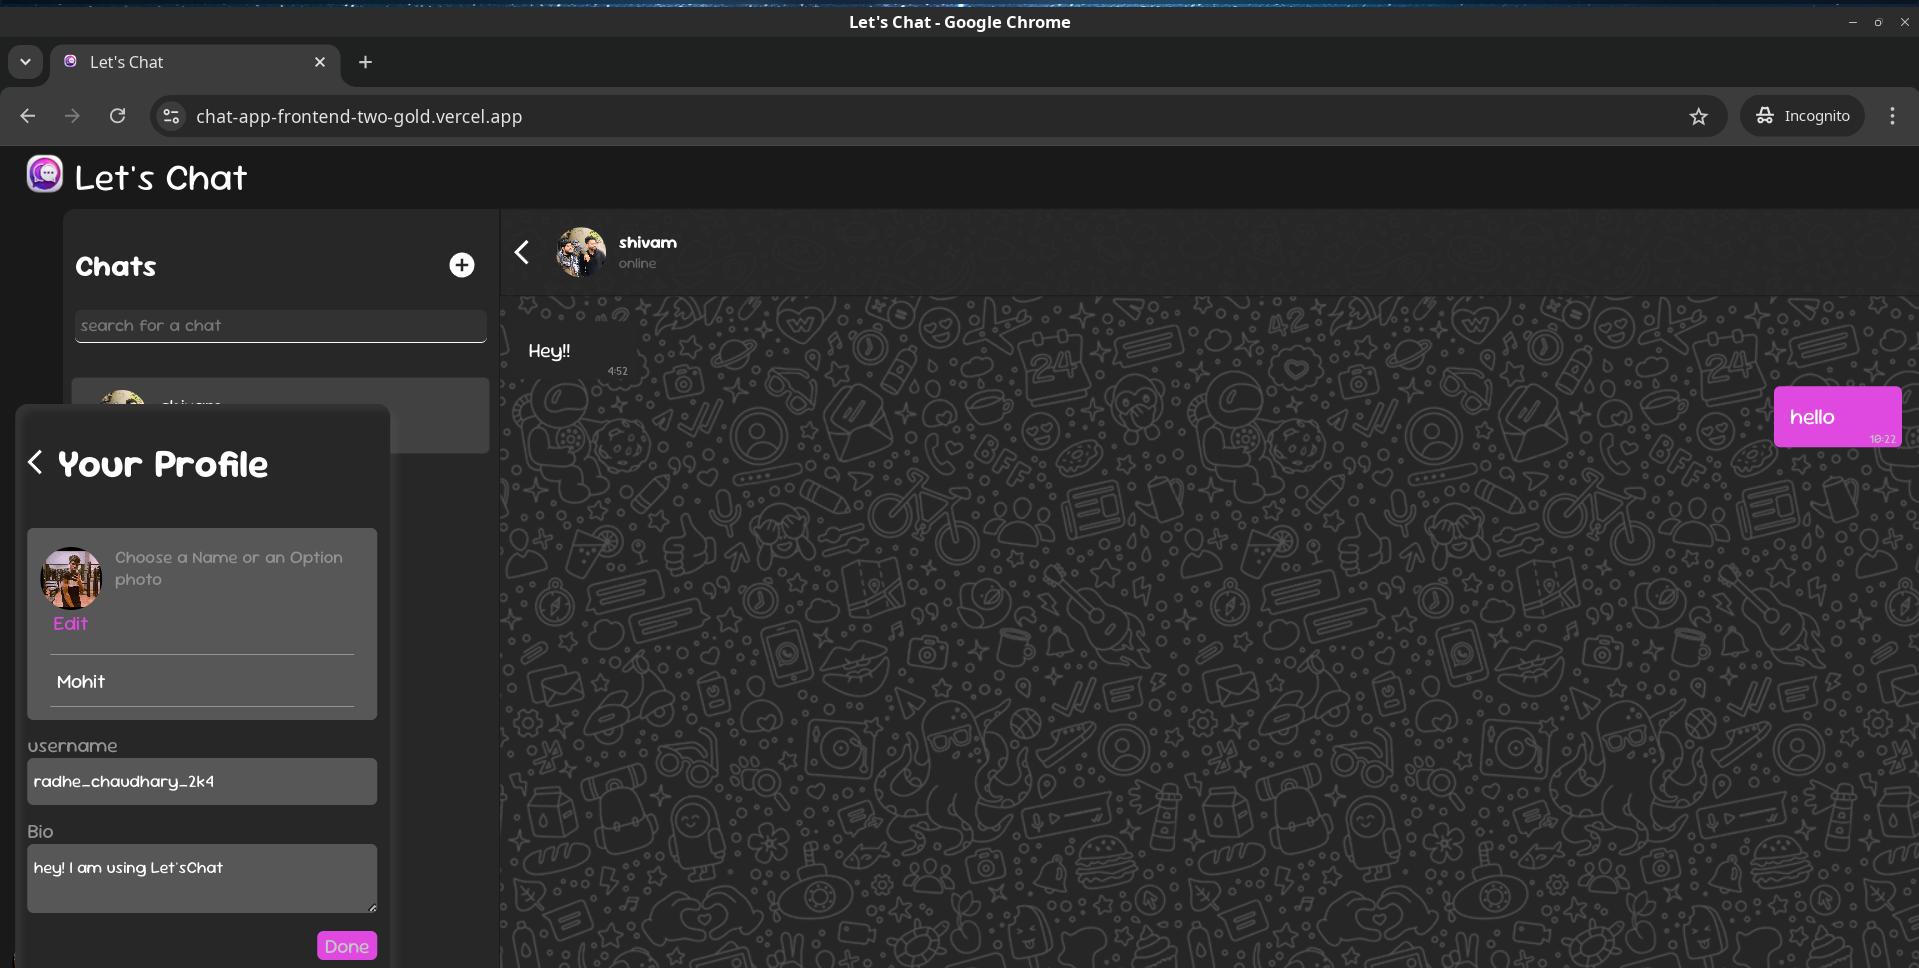 Let's Chat - Google Chrome
Let's Chat
chat-app-frontend-two-gold.vercel.app
Incognito
Let's Chat
Chats
search for a chat
shivam
online
Hey!!
4:52
hello
10:22
Your Profile
Choose a Name or an Option
photo
Edit
Mohit
username
radhe_chaudhary_2k4
Bio
hey! I am using Let'sChat
Done